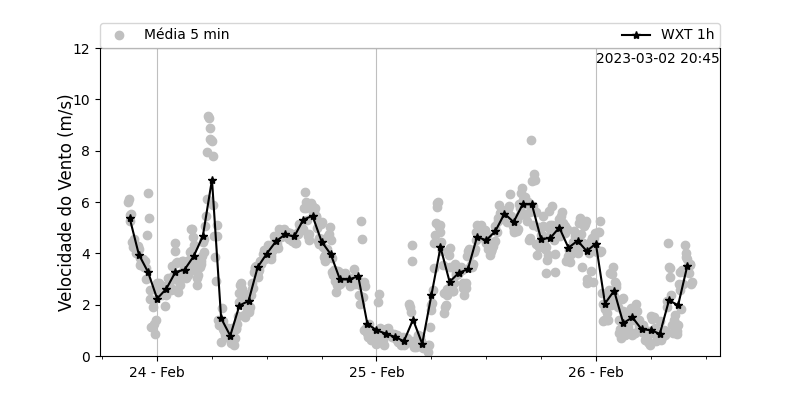 Média 5 min
WXT 1h
2023-03-02 20:45
Velocidade do Vento (m/s)
12
10
8
6
4
2
0
24 - Feb
25 - Feb
26 - Feb